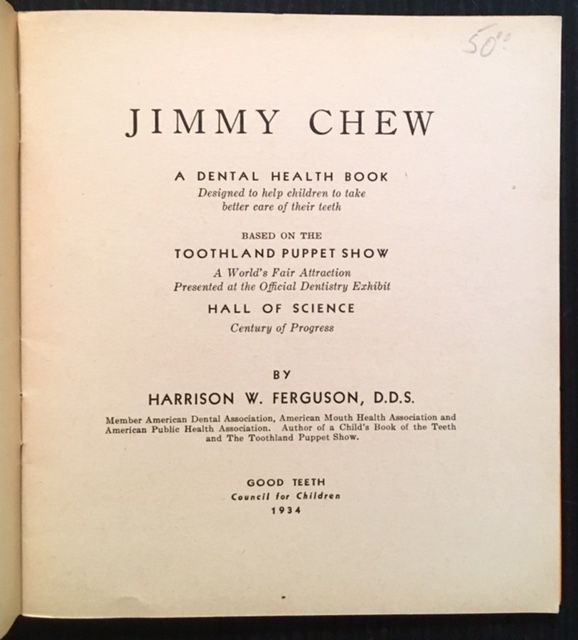 50⁰⁰
JIMMY CHEW
A DENTAL HEALTH BOOK
Designed to help children to take
better care of their teeth
BASED ON THE
TOOTHLAND PUPPET SHOW
A World's Fair Attraction
Presented at the Official Dentistry Exhibit
HALL OF SCIENCE
Century of Progress
BY
HARRISON W. FERGUSON, D.D.S.
Member American Dental Association, American Mouth Health Association and
American Public Health Association. Author of a Child's Book of the Teeth
and The Toothland Puppet Show.
GOOD TEETH
Council for Children
1934